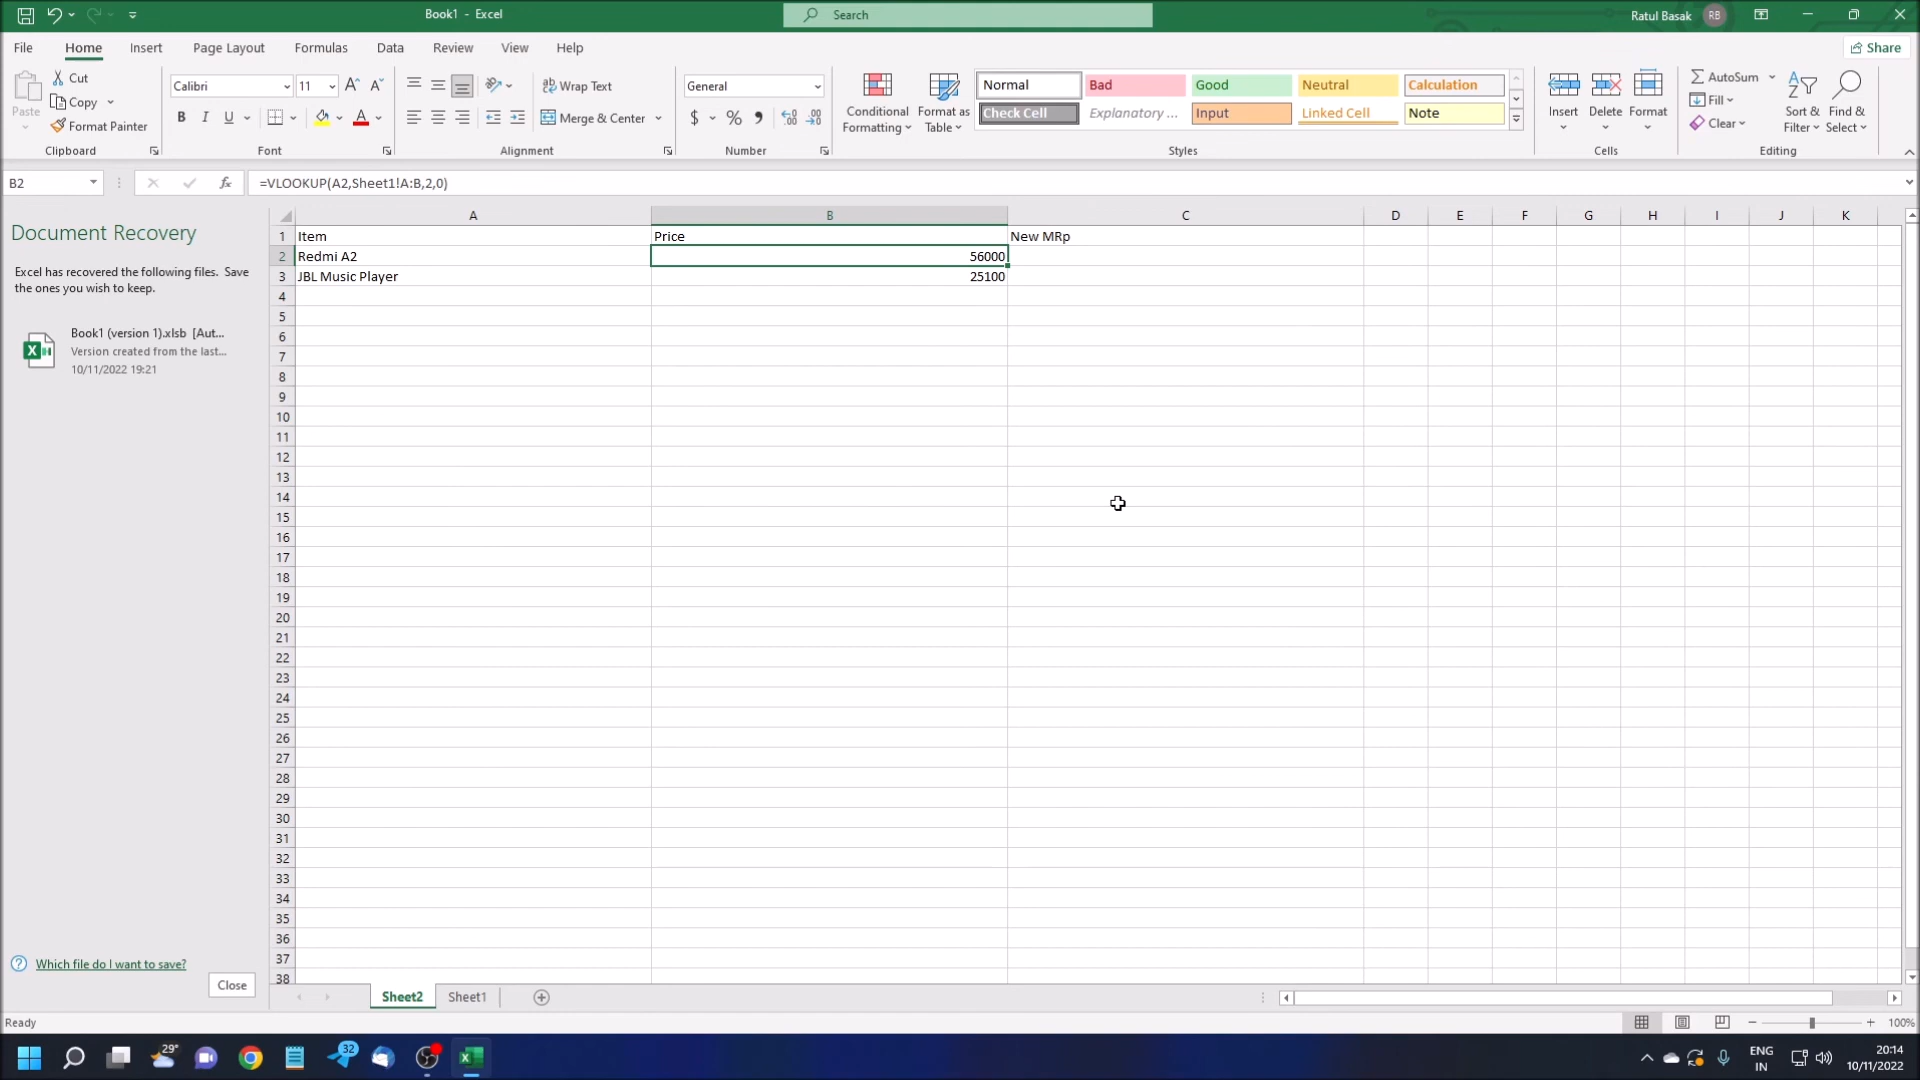 Book1 - Excel
Search
Ratul Basak
RB
File
Home
Insert
Page Layout
Formulas
Data
Review
View
Help
Share
Paste
Cut
Copy
Format Painter
Clipboard
Calibri
11
B I U
Font
Wrap Text
Merge & Center
Alignment
General
$ % ,
Number
Conditional
Formatting
Format as
Table
Normal
Bad
Good
Neutral
Calculation
Check Cell
Explanatory ...
Input
Linked Cell
Note
Styles
Insert
Delete
Format
Cells
AutoSum
Fill
Clear
Sort &
Filter
Find &
Select
Editing
B2
fx
=VLOOKUP(A2,Sheet1!A:B,2,0)
Document Recovery
Excel has recovered the following files. Save
the ones you wish to keep.
Book1 (version 1).xlsb [Aut...
Version created from the last...
10/11/2022 19:21
Which file do I want to save?
Close
A B C D E F G H I J K
1 Item Price New MRp
2 Redmi A2 56000
3 JBL Music Player 25100
4
5
6
7
8
9
10
11
12
13
14
15
16
17
18
19
20
21
22
23
24
25
26
27
28
29
30
31
32
33
34
35
36
37
38
Sheet2
Sheet1
Ready
100%
29°
32
ENG
IN
20:14
10/11/2022